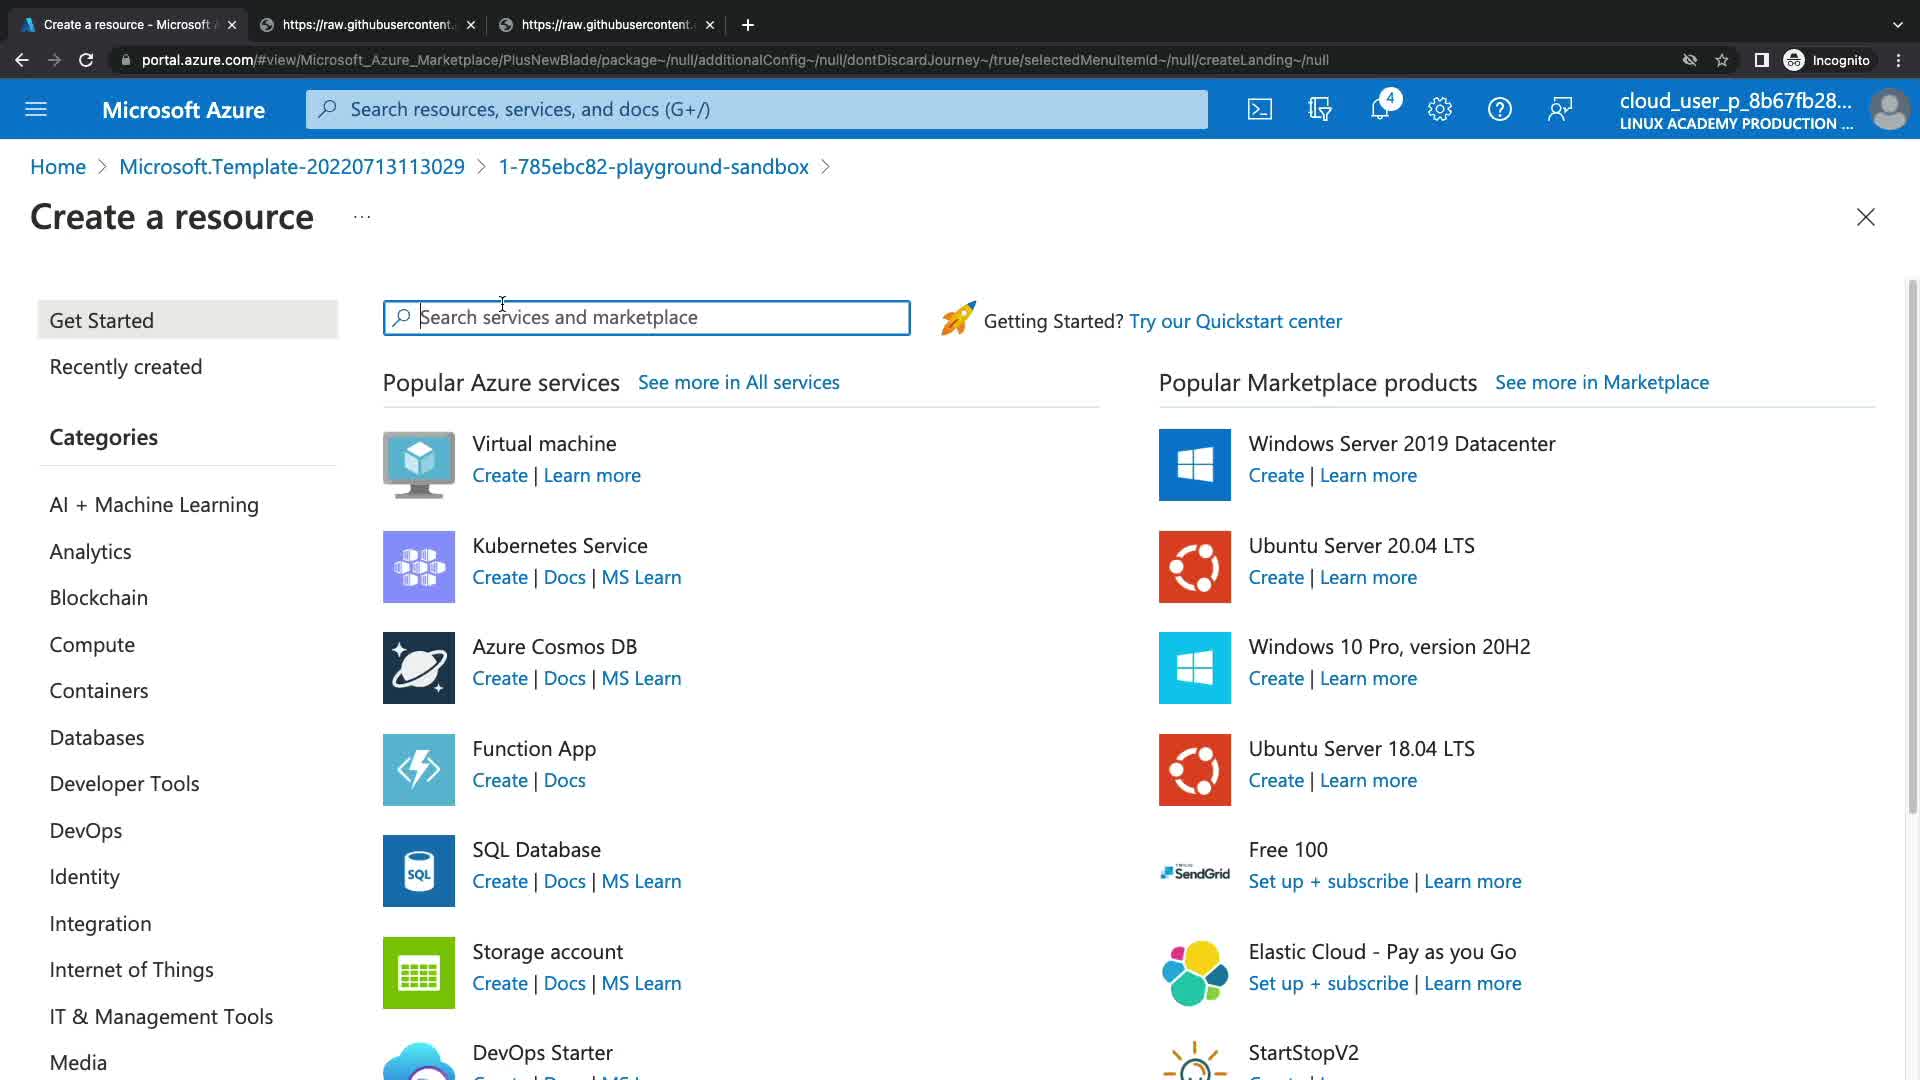 Create a resource - Microsoft A
https://raw.githubusercontent.
https://raw.githubusercontent.
portal.azure.com/#view/Microsoft_Azure_Marketplace/PlusNewBlade/package~/null/additionalConfig~/null/dontDiscardJourney~/true/selectedMenuItemId~/null/createLanding~/null
Incognito
Microsoft Azure
Search resources, services, and docs (G+/)
4
cloud_user_p_8b67fb28...
LINUX ACADEMY PRODUCTION ...
Home > Microsoft.Template-20220713113029 > 1-785ebc82-playground-sandbox >
Create a resource ...
Get Started
Recently created
Categories
AI + Machine Learning
Analytics
Blockchain
Compute
Containers
Databases
Developer Tools
DevOps
Identity
Integration
Internet of Things
IT & Management Tools
Media
Search services and marketplace
Getting Started? Try our Quickstart center
Popular Azure services See more in All services
Virtual machine
Create | Learn more
Kubernetes Service
Create | Docs | MS Learn
Azure Cosmos DB
Create | Docs | MS Learn
Function App
Create | Docs
SQL
SQL Database
Create | Docs | MS Learn
Storage account
Create | Docs | MS Learn
DevOps Starter
Popular Marketplace products See more in Marketplace
Windows Server 2019 Datacenter
Create | Learn more
Ubuntu Server 20.04 LTS
Create | Learn more
Windows 10 Pro, version 20H2
Create | Learn more
Ubuntu Server 18.04 LTS
Create | Learn more
SendGrid
Free 100
Set up + subscribe | Learn more
Elastic Cloud - Pay as you Go
Set up + subscribe | Learn more
StartStopV2